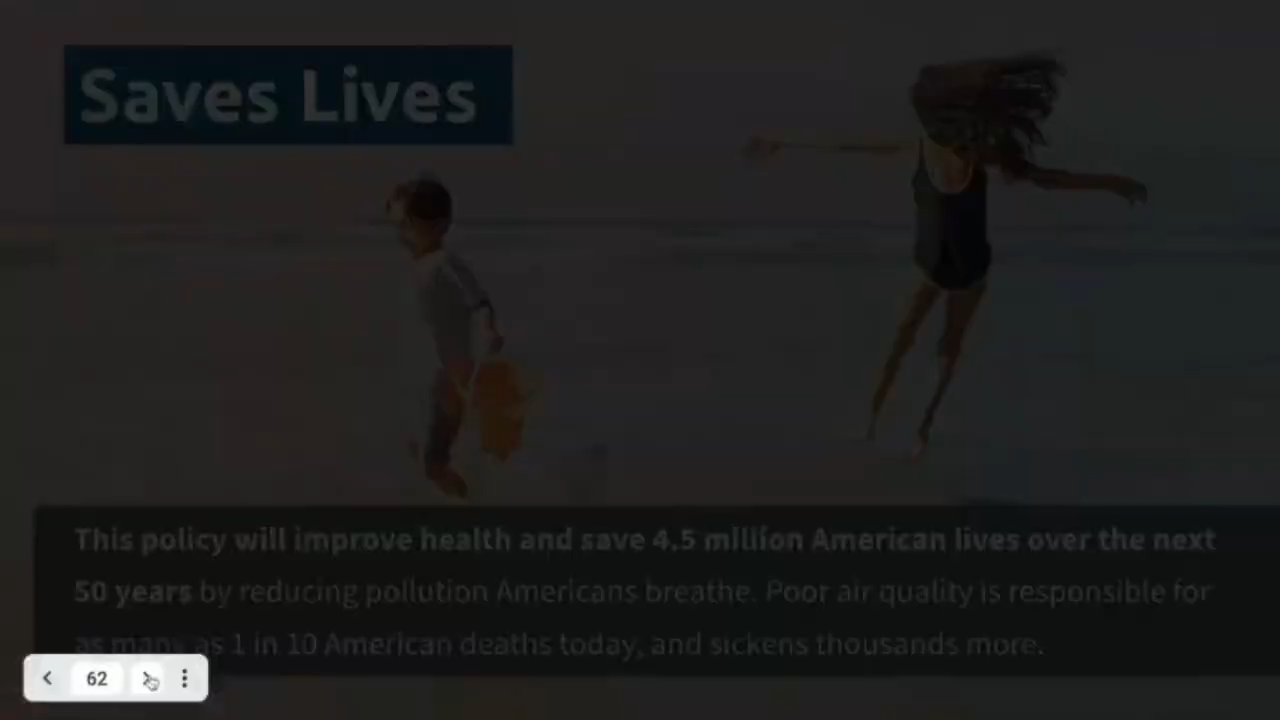 Saves Lives
This policy will improve health and save 4.5 million American lives over the next
50 years by reducing pollution Americans breathe. Poor air quality is responsible for
as many as 1 in 10 American deaths today, and sickens thousands more.
62